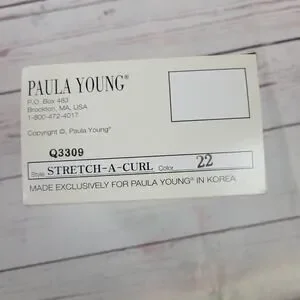 PAULA YOUNG®
P.O. Box 483
Brockton, MA, USA
1-800-472-4017
Copyright ©, Paula Young®
Q3309
Style STRETCH-A-CURL Color 22
MADE EXCLUSIVELY FOR PAULA YOUNG® IN KOREA